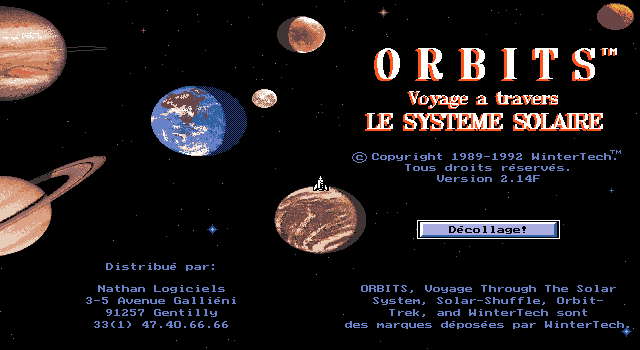 ORBITS™
Voyage a travers
LE SYSTEME SOLAIRE
© Copyright 1989-1992 WinterTech.™
Tous droits réservés.
Version 2.14F
Décollage!
Distribué par:
Nathan Logiciels
3-5 Avenue Galliéni
91257 Gentilly
33(1) 47.40.66.66
ORBITS, Voyage Through The Solar
System, Solar-Shuffle, Orbit-
Trek, and WinterTech sont
des marques déposées par WinterTech.